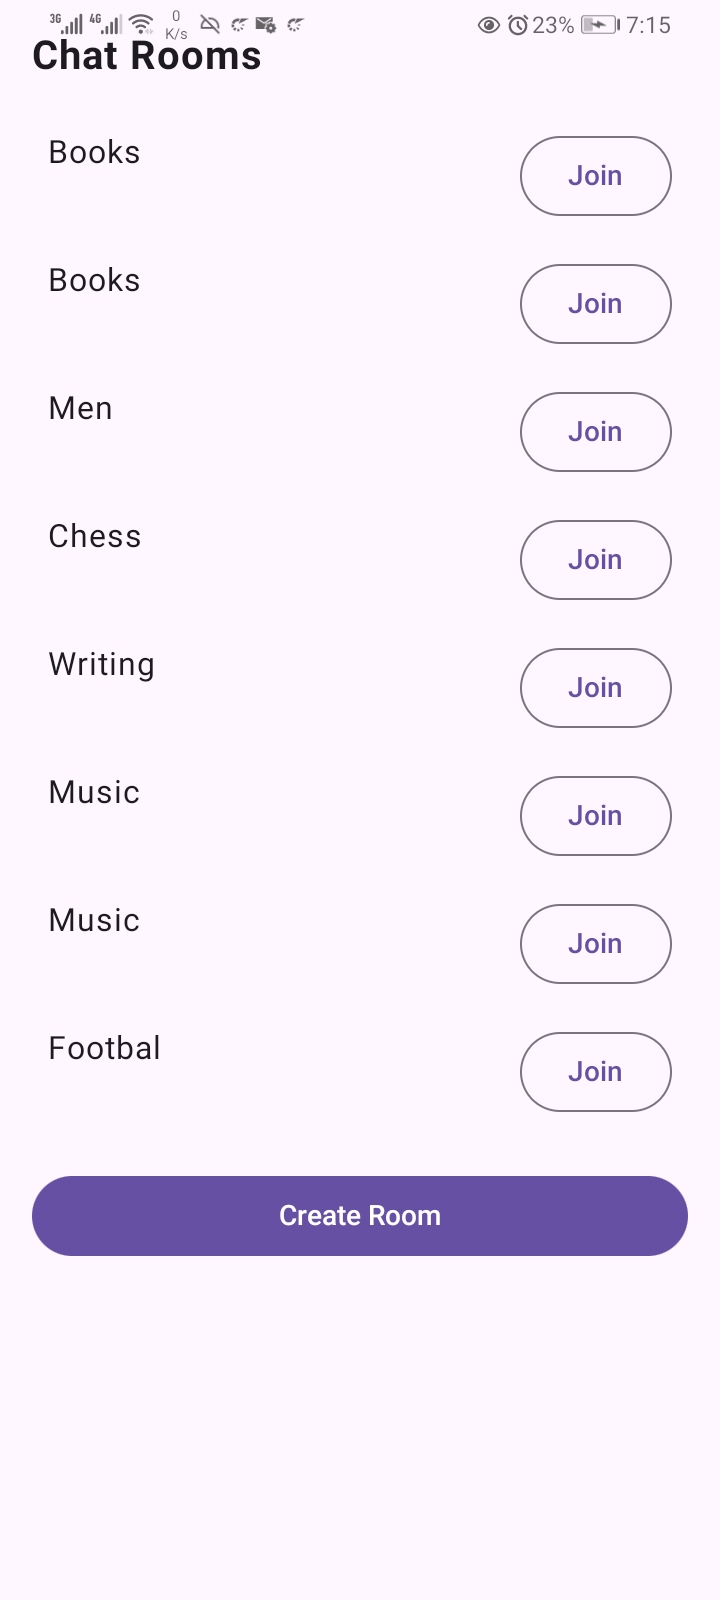 3G 4G 0 K/s 23% 7:15
Chat Rooms
Books Join
Books Join
Men Join
Chess Join
Writing Join
Music Join
Music Join
Footbal Join
Create Room